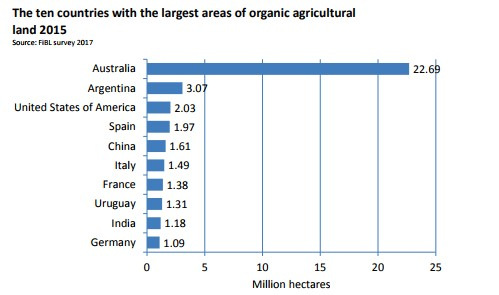 The ten countries with the largest areas of organic agricultural
land 2015
Source: FiBL survey 2017
Australia 22.69
Argentina 3.07
United States of America 2.03
Spain 1.97
China 1.61
Italy 1.49
France 1.38
Uruguay 1.31
India 1.18
Germany 1.09
0 5 10 15 20 25
Million hectares